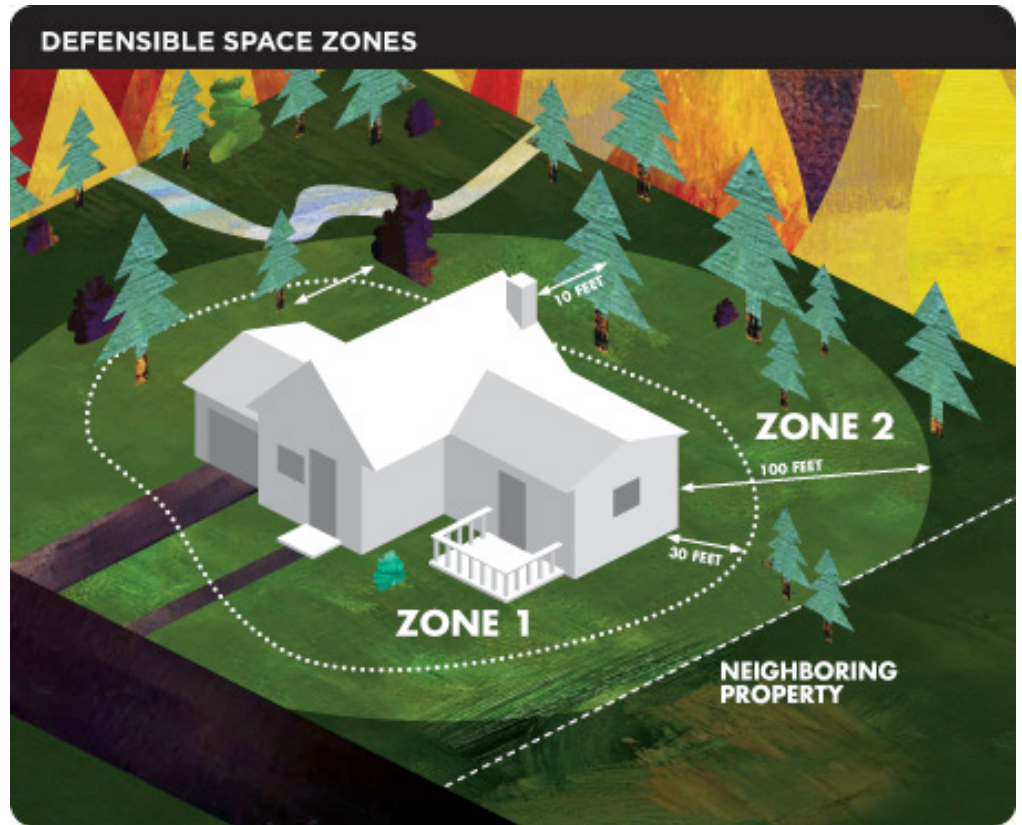 DEFENSIBLE SPACE ZONES
10 FEET
ZONE 2
100 FEET
30 FEET
ZONE 1
NEIGHBORING
PROPERTY